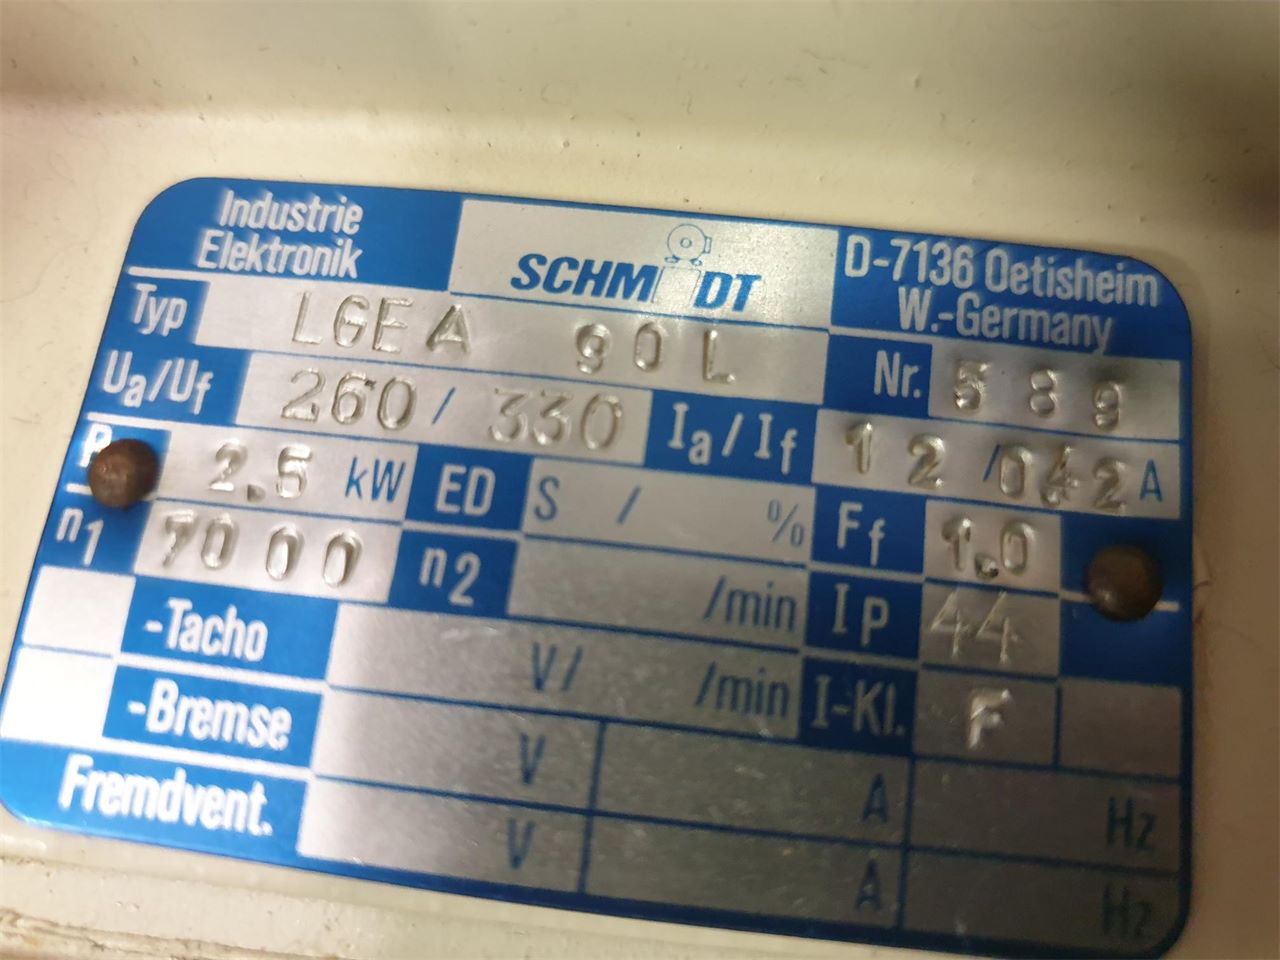 Industrie
Elektronik
SCHMIDT
D-7136 Oetisheim
W.-Germany
Typ LGEA 90L Nr. 589
Ua/Uf 260/330 Ia/If 12/042 A
P 2.5 kW ED S / % Ff 1.0
n1 7000 n2 /min IP 44
-Tacho V/ /min I-Kl. F
-Bremse V A Hz
Fremdvent. V A Hz